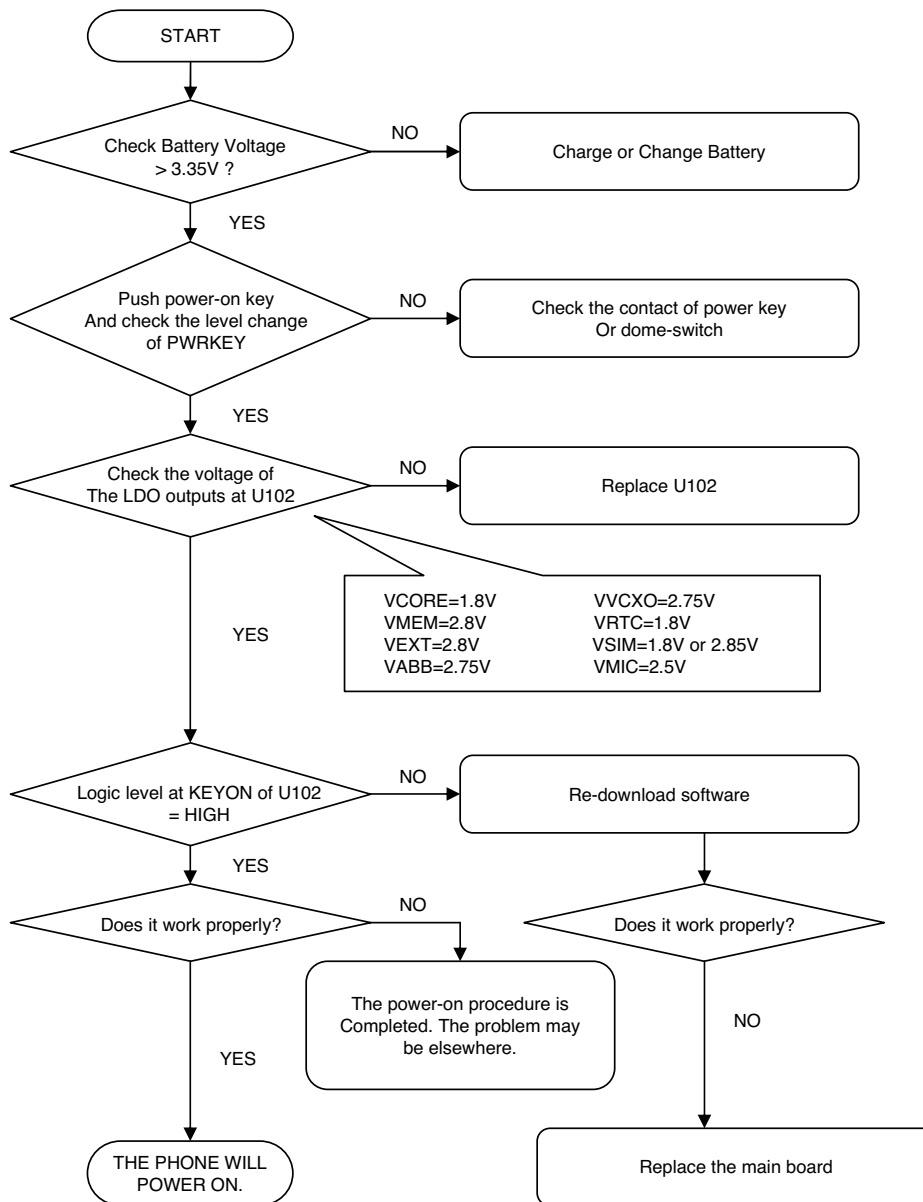 START
Check Battery Voltage
> 3.35V ?
NO
Charge or Change Battery
YES
Push power-on key
And check the level change
of PWRKEY
NO
Check the contact of power key
Or dome-switch
YES
Check the voltage of
The LDO outputs at U102
NO
Replace U102
VCORE=1.8V
VMEM=2.8V
VEXT=2.8V
VABB=2.75V
VVCXO=2.75V
VRTC=1.8V
VSIM=1.8V or 2.85V
VMIC=2.5V
YES
Logic level at KEYON of U102
= HIGH
NO
Re-download software
YES
Does it work properly?
NO
The power-on procedure is
Completed. The problem may
be elsewhere.
YES
THE PHONE WILL
POWER ON.
Does it work properly?
NO
Replace the main board